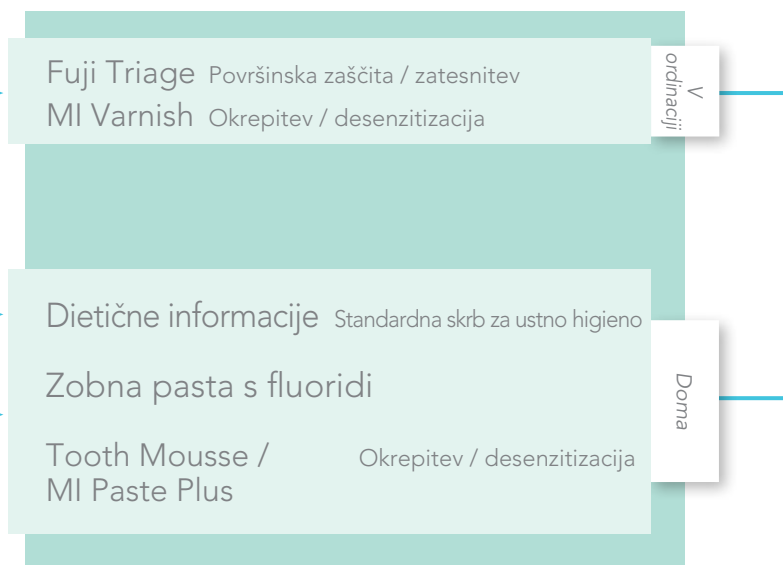 Fuji Triage Površinska zaščita / zatesnitev
MI Varnish Okrepitev / desenzitizacija
V
ordinaciji
Dietične informacije Standardna skrb za ustno higieno
Zobna pasta s fluoridi
Tooth Mousse / Okrepitev / desenzitizacija
MI Paste Plus
Doma